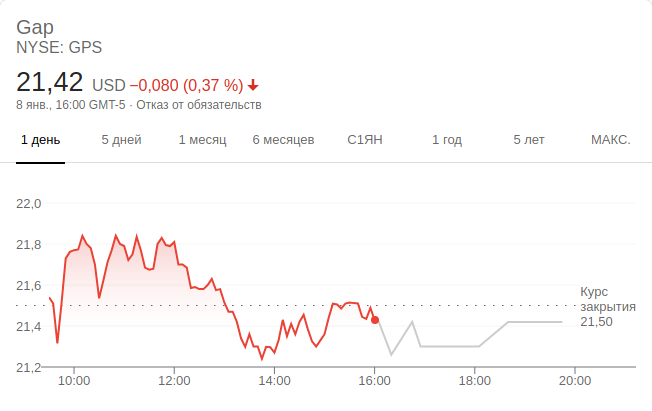 Gap
NYSE: GPS
21,42 USD −0,080 (0,37 %)
8 янв., 16:00 GMT-5 · Отказ от обязательств
1 день 5 дней 1 месяц 6 месяцев С1ЯН 1 год 5 лет МАКС.
22,0
21,8
21,6
21,4
21,2
Курс
закрытия
21,50
10:00 12:00 14:00 16:00 18:00 20:00